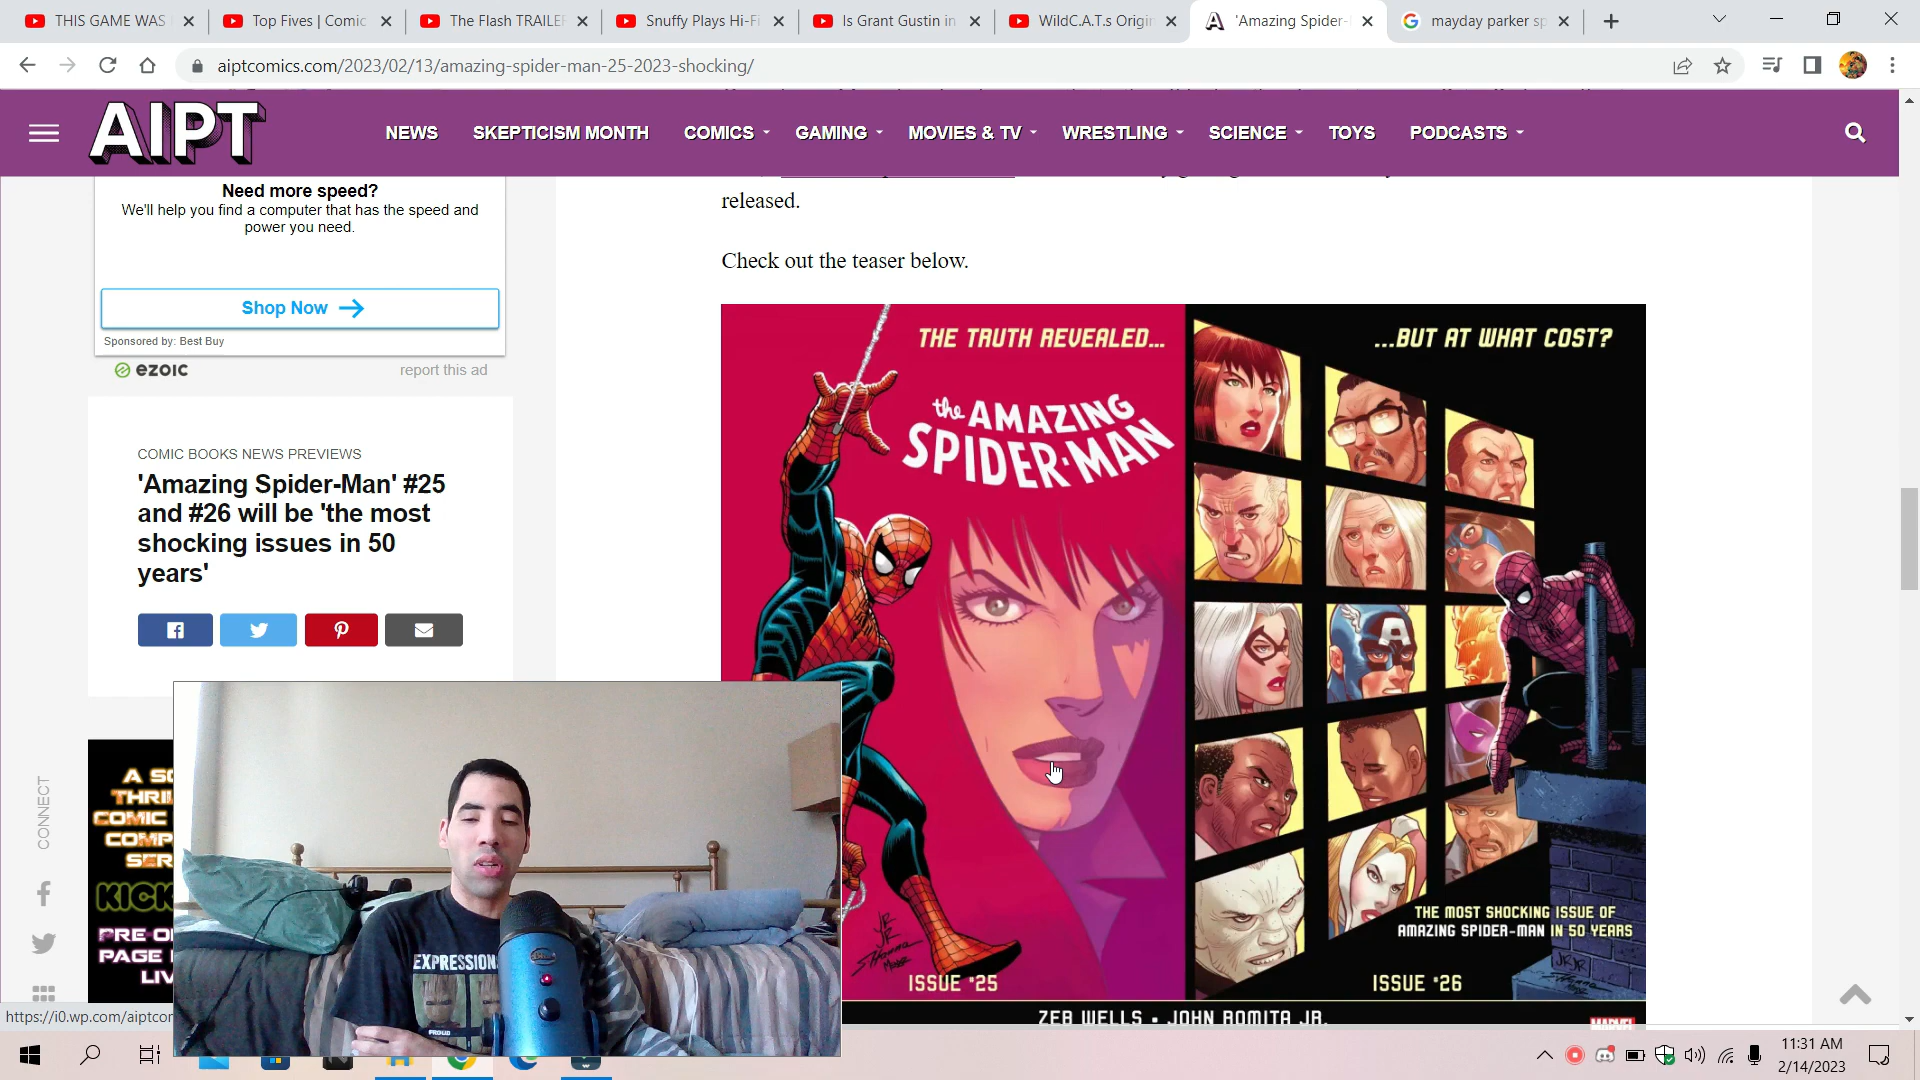 THIS GAME WAS
Top Fives | Comic
The Flash TRAILER
Snuffy Plays Hi-Fi
Is Grant Gustin in
WildC.A.T.s Origin
'Amazing Spider-
mayday parker sp
aiptcomics.com/2023/02/13/amazing-spider-man-25-2023-shocking/
AIPT
NEWS
SKEPTICISM MONTH
COMICS
GAMING
MOVIES & TV
WRESTLING
SCIENCE
TOYS
PODCASTS
Need more speed?
We'll help you find a computer that has the speed and
power you need.
Shop Now
Sponsored by: Best Buy
ezoic
report this ad
COMIC BOOKS NEWS PREVIEWS
'Amazing Spider-Man' #25
and #26 will be 'the most
shocking issues in 50
years'
CONNECT
released.
Check out the teaser below.
THE TRUTH REVEALED...
the AMAZING
SPIDER-MAN
ISSUE #25
...BUT AT WHAT COST?
THE MOST SHOCKING ISSUE OF
AMAZING SPIDER-MAN IN 50 YEARS
ISSUE #26
ZEB WELLS • JOHN ROMITA JR.
MARVEL
EXPRESSION
PROUD
https://i0.wp.com/aiptcor
11:31 AM
2/14/2023